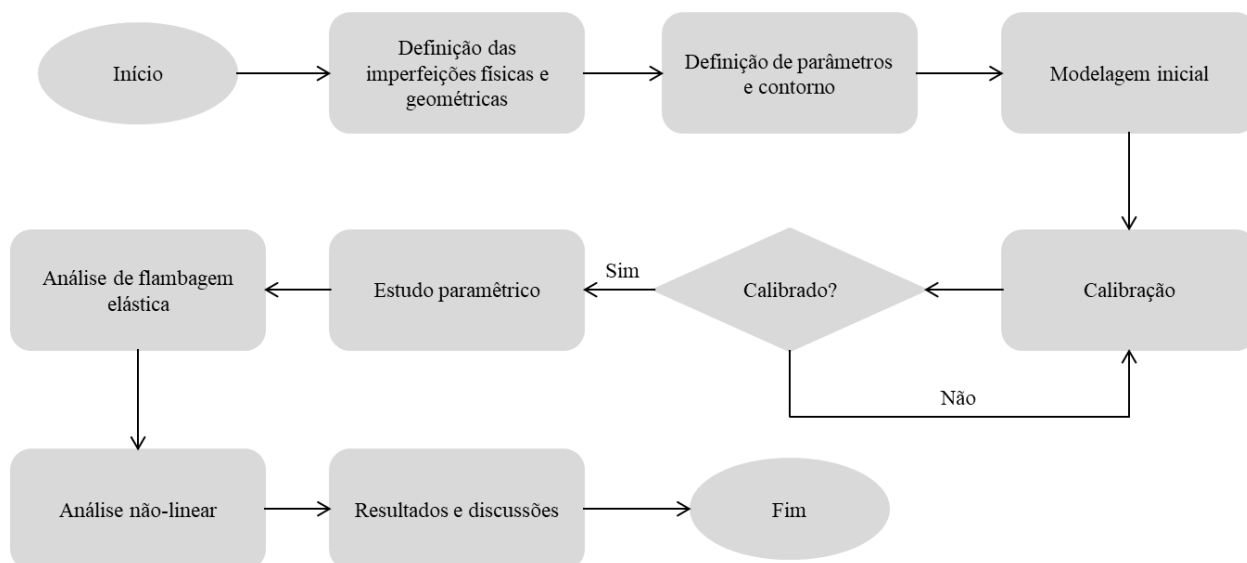 Início
Definição das
imperfeições físicas e
geométricas
Definição de parâmetros
e contorno
Modelagem inicial
Calibração
Calibrado?
Sim
Não
Estudo paramêtrico
Análise de flambagem
elástica
Análise não-linear
Resultados e discussões
Fim